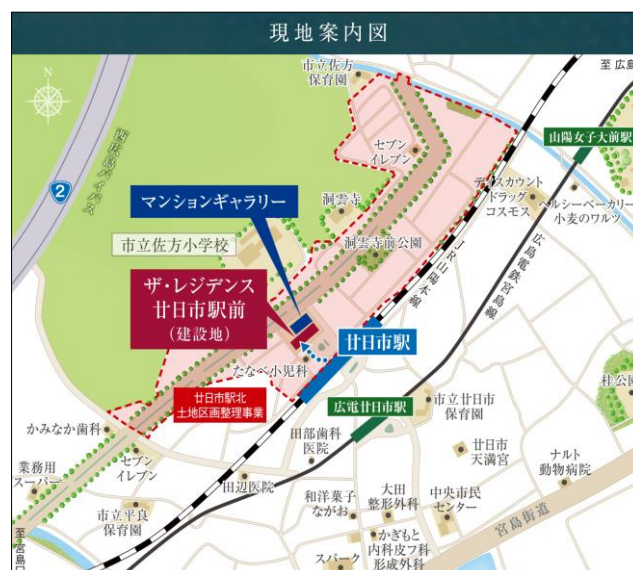 現地案内図
N
至 広島
市立佐方
保育園
山陽女子大前駅
セブン
イレブン
西広島バイパス
2
ディスカウント
ドラッグ
コスモス
ヘルシーベーカリー
小麦のワルツ
マンションギャラリー
洞雲寺
市立佐方小学校
洞雲寺前公園
JR山陽本線
広島電鉄宮島線
ザ・レジデンス
廿日市駅前
(建設地)
廿日市駅
たなべ小児科
桂公園
廿日市駅北
土地区画整理事業
広電廿日市駅
市立廿日市
保育園
かみなか歯科
田部歯科
医院
廿日市
天満宮
セブン
イレブン
業務用
スーパー
ナルト
動物病院
田辺医院
和洋菓子
ながお
大田
整形外科
中央市民
センター
市立平良
保育園
宮島街道
かぎもと
内科皮フ科
形成外科
至 宮島口
スパーク